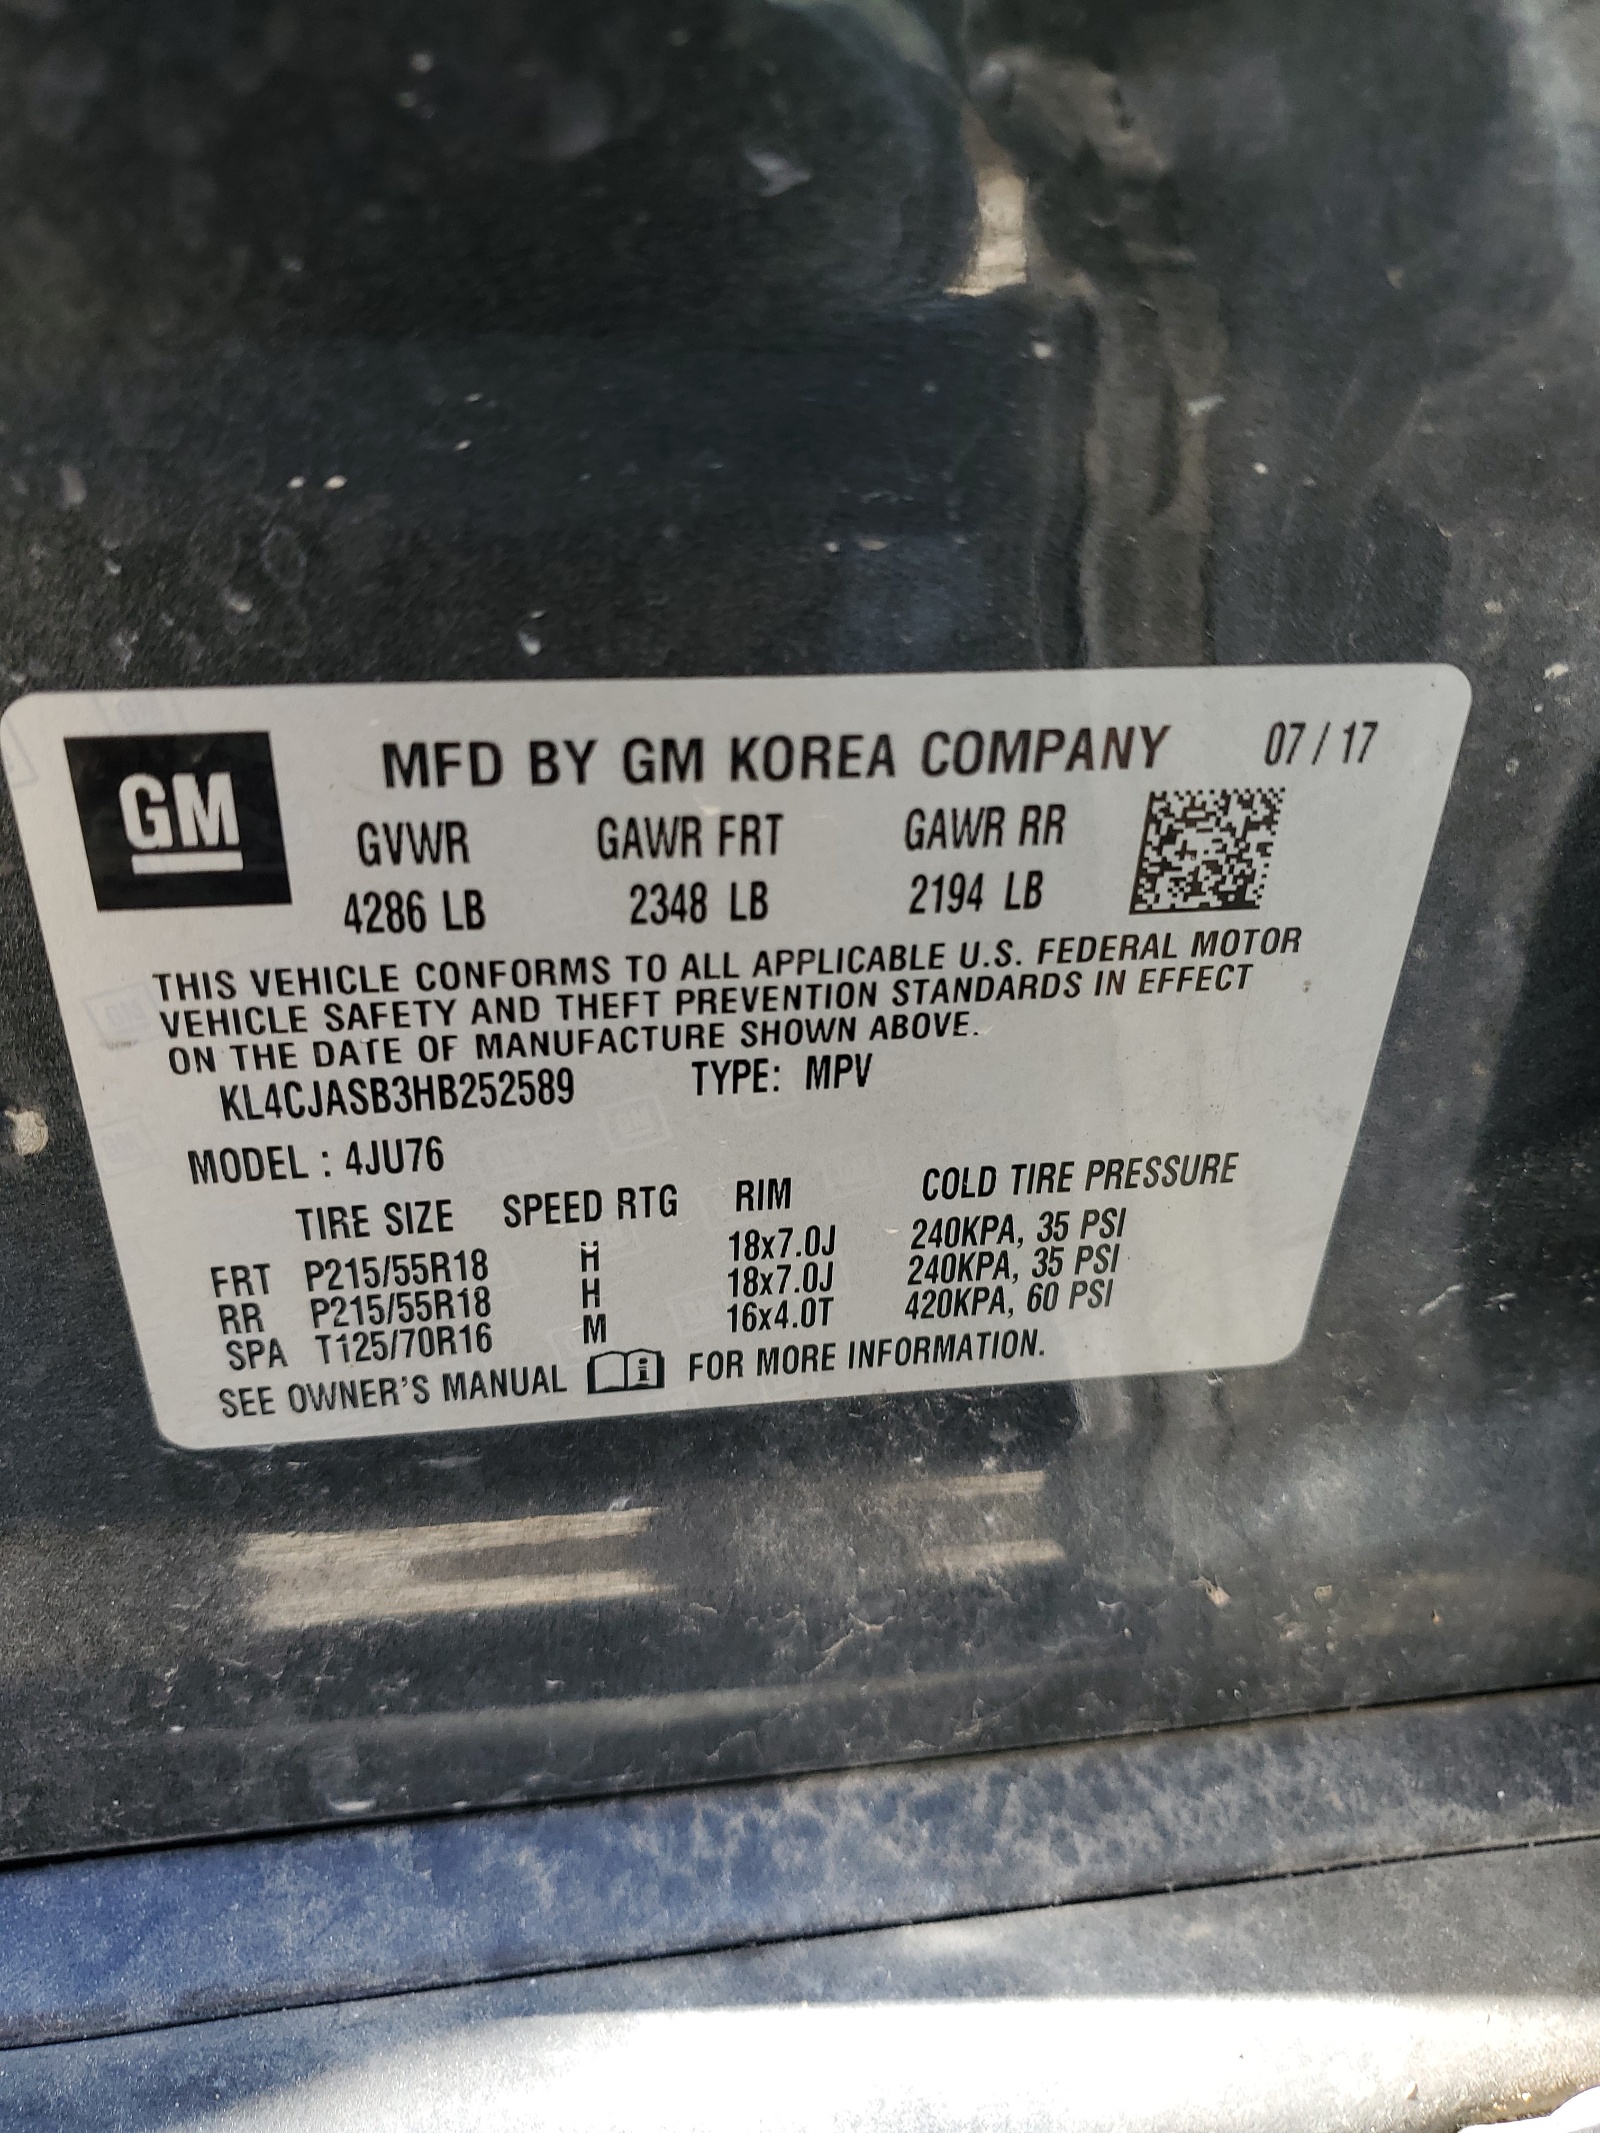 GM
MFD BY GM KOREA COMPANY 07/17
GVWR GAWR FRT GAWR RR
4286 LB 2348 LB 2194 LB
THIS VEHICLE CONFORMS TO ALL APPLICABLE U.S. FEDERAL MOTOR
VEHICLE SAFETY AND THEFT PREVENTION STANDARDS IN EFFECT
ON THE DATE OF MANUFACTURE SHOWN ABOVE.
KL4CJASB3HB252589 TYPE: MPV
MODEL : 4JU76
TIRE SIZE SPEED RTG RIM COLD TIRE PRESSURE
FRT P215/55R18 H 18x7.0J 240KPA, 35 PSI
RR P215/55R18 H 18x7.0J 240KPA, 35 PSI
SPA T125/70R16 M 16x4.0T 420KPA, 60 PSI
SEE OWNER'S MANUAL i FOR MORE INFORMATION.